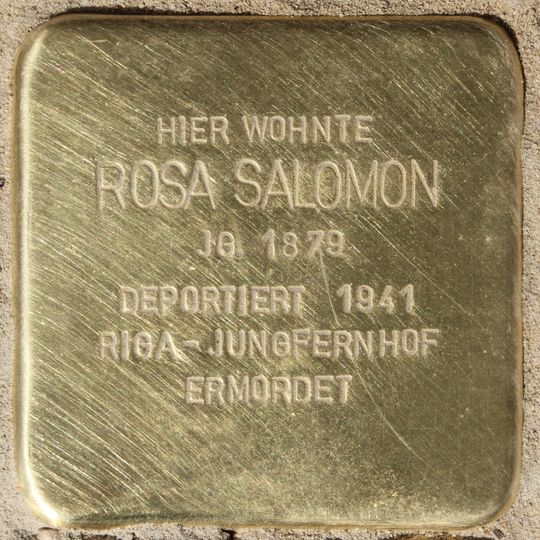 HIER WOHNTE
ROSA SALOMON
JG. 1879
DEPORTIERT 1941
RIGA-JUNGFERNHOF
ERMORDET